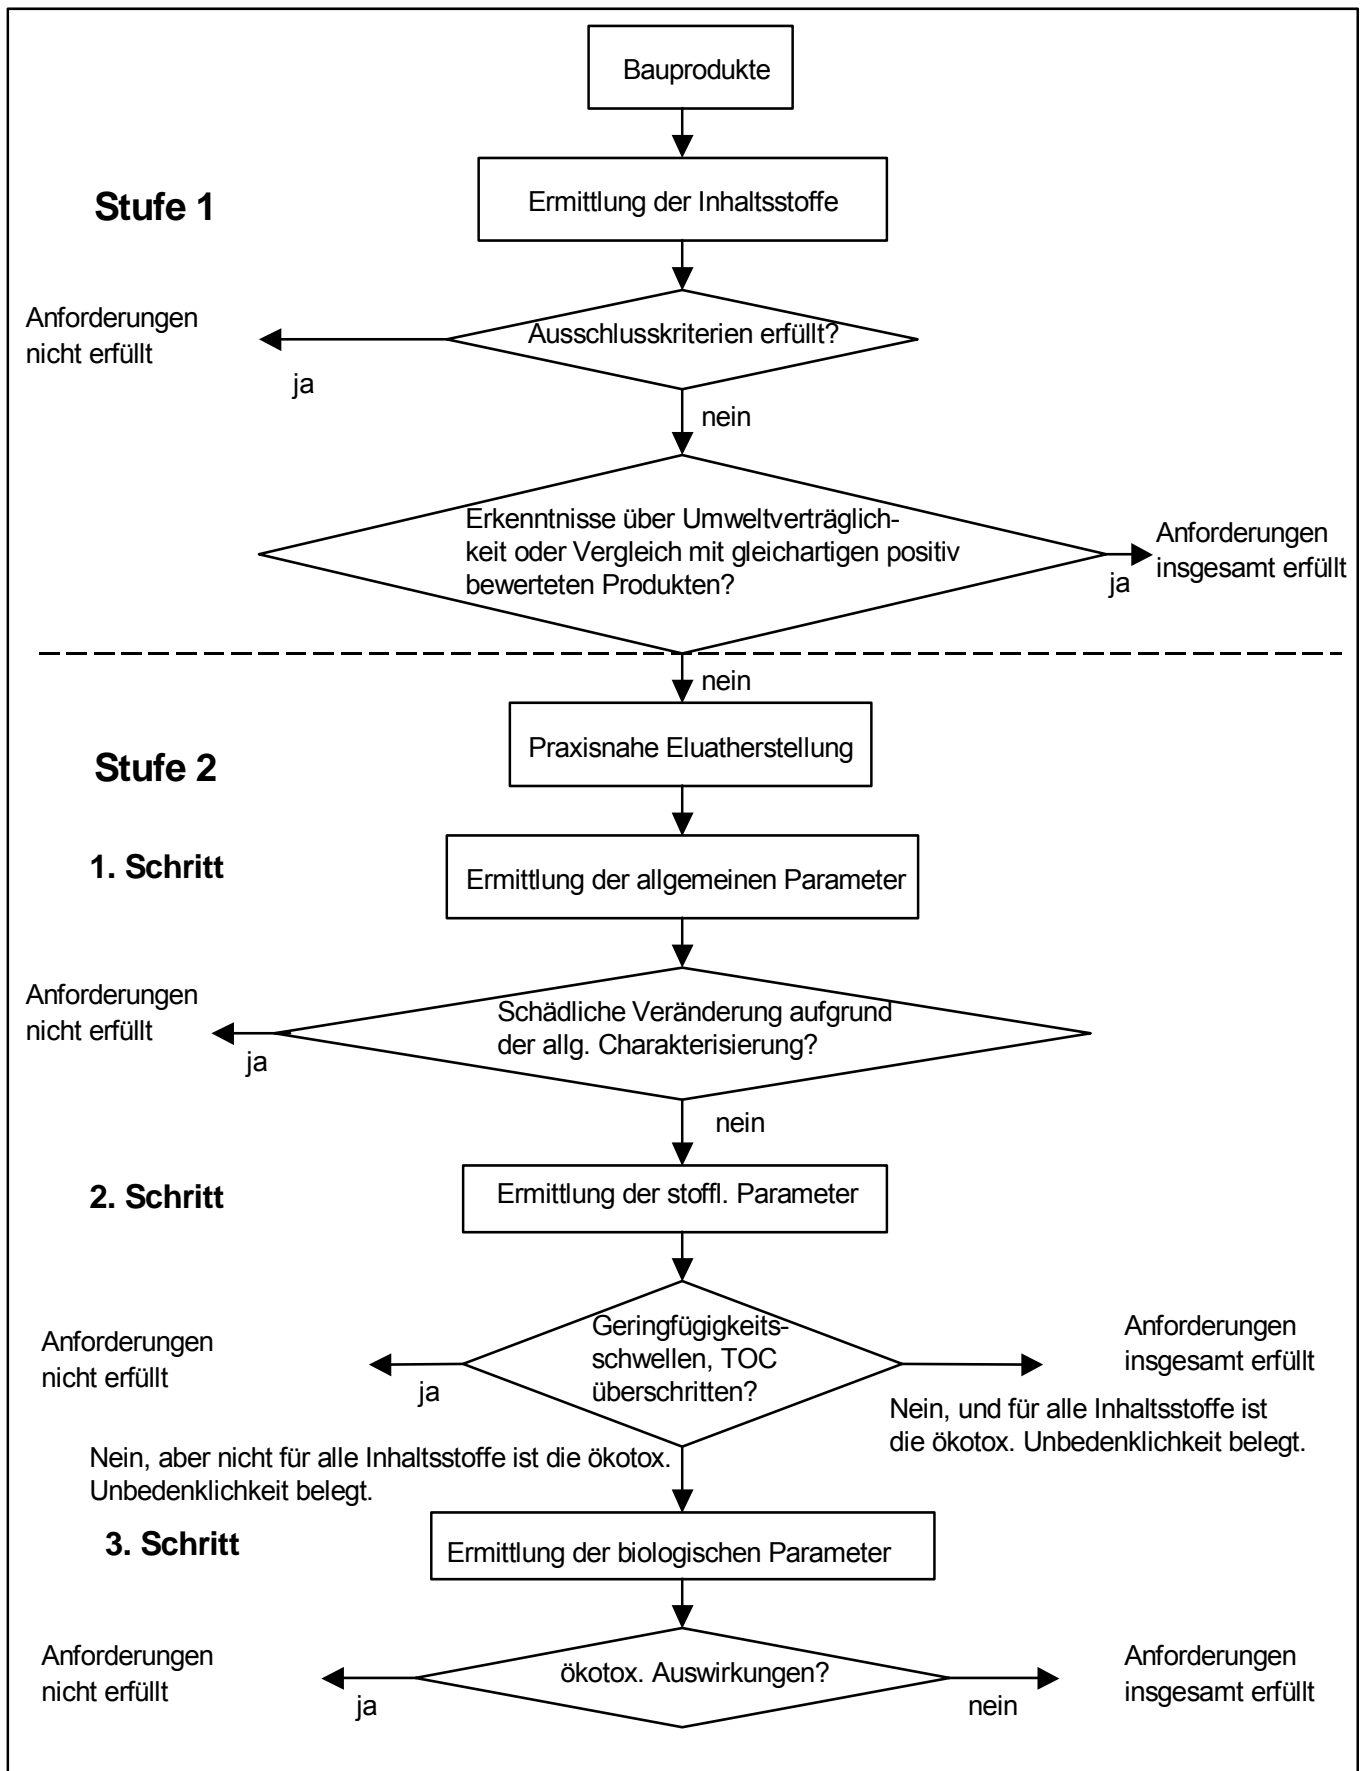 Bauprodukte
Stufe 1
Ermittlung der Inhaltsstoffe
Anforderungen
nicht erfüllt
Ausschlusskriterien erfüllt?
ja
nein
Erkenntnisse über Umweltverträglich-
keit oder Vergleich mit gleichartigen positiv
bewerteten Produkten?
Anforderungen
insgesamt erfüllt
ja
nein
Stufe 2
Praxisnahe Eluatherstellung
1. Schritt
Ermittlung der allgemeinen Parameter
Anforderungen
nicht erfüllt
Schädliche Veränderung aufgrund
der allg. Charakterisierung?
ja
nein
2. Schritt
Ermittlung der stoffl. Parameter
Anforderungen
nicht erfüllt
Geringfügigkeits-
schwellen, TOC
überschritten?
Anforderungen
insgesamt erfüllt
ja
Nein, und für alle Inhaltsstoffe ist
die ökotox. Unbedenklichkeit belegt.
Nein, aber nicht für alle Inhaltsstoffe ist die ökotox.
Unbedenklichkeit belegt.
3. Schritt
Ermittlung der biologischen Parameter
Anforderungen
nicht erfüllt
ökotox. Auswirkungen?
Anforderungen
insgesamt erfüllt
ja
nein